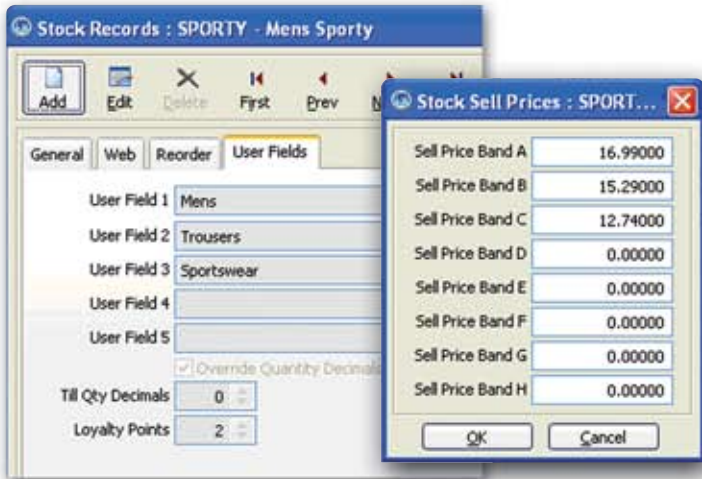 Stock Records : SPORTY - Mens Sporty
Add Edit Delete First Prev
General Web Reorder User Fields
User Field 1 Mens
User Field 2 Trousers
User Field 3 Sportswear
User Field 4
User Field 5
Override Quantity Decimals
Till Qty Decimals 0
Loyalty Points 2
Stock Sell Prices : SPORT...
Sell Price Band A 16.99000
Sell Price Band B 15.29000
Sell Price Band C 12.74000
Sell Price Band D 0.00000
Sell Price Band E 0.00000
Sell Price Band F 0.00000
Sell Price Band G 0.00000
Sell Price Band H 0.00000
OK Cancel